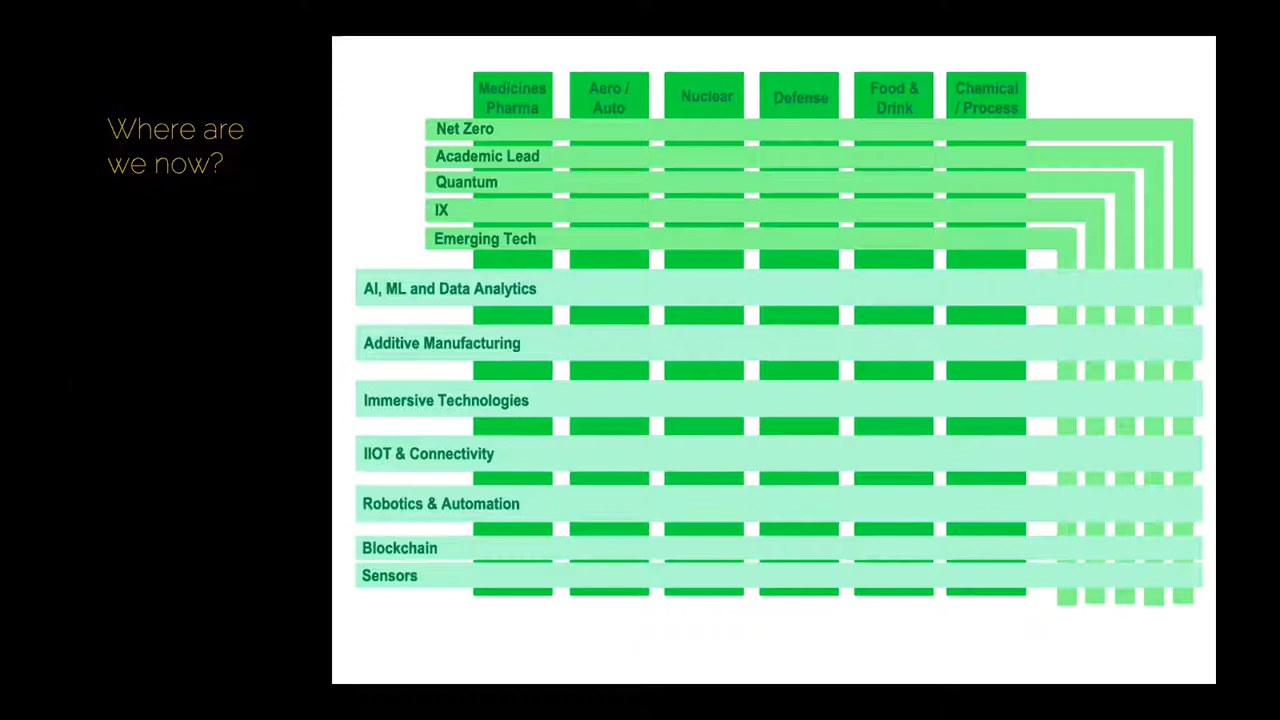 Where are
we now?
Medicines
Pharma
Aero /
Auto
Nuclear
Defense
Food &
Drink
Chemical
/ Process
Net Zero
Academic Lead
Quantum
IX
Emerging Tech
AI, ML and Data Analytics
Additive Manufacturing
Immersive Technologies
IIOT & Connectivity
Robotics & Automation
Blockchain
Sensors